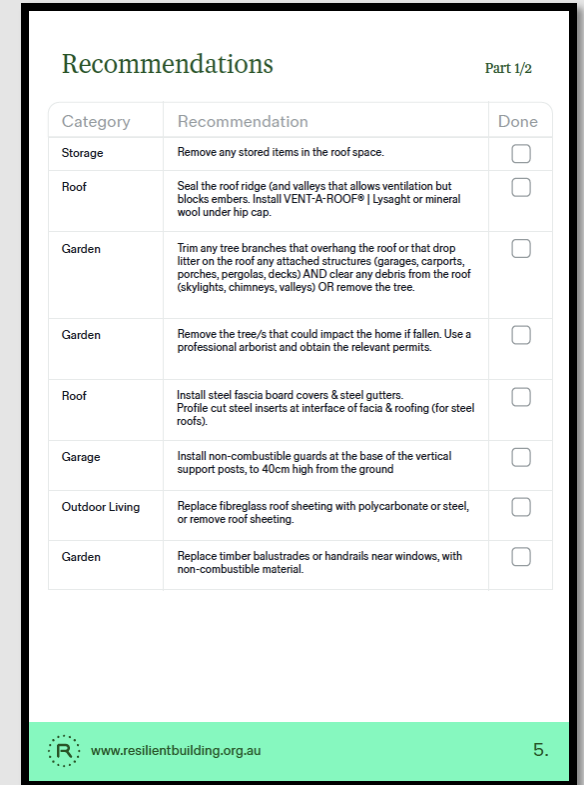 Recommendations
Part 1/2
Category Recommendation Done
Storage Remove any stored items in the roof space.
Roof Seal the roof ridge (and valleys that allows ventilation but
blocks embers. Install VENT-A-ROOF® | Lysaght or mineral
wool under hip cap.
Garden Trim any tree branches that overhang the roof or that drop
litter on the roof any attached structures (garages, carports,
porches, pergolas, decks) AND clear any debris from the roof
(skylights, chimneys, valleys) OR remove the tree.
Garden Remove the tree/s that could impact the home if fallen. Use a
professional arborist and obtain the relevant permits.
Roof Install steel fascia board covers & steel gutters.
Profile cut steel inserts at interface of facia & roofing (for steel
roofs).
Garage Install non-combustible guards at the base of the vertical
support posts, to 40cm high from the ground
Outdoor Living Replace fibreglass roof sheeting with polycarbonate or steel,
or remove roof sheeting.
Garden Replace timber balustrades or handrails near windows, with
non-combustible material.
R www.resilientbuilding.org.au 5.